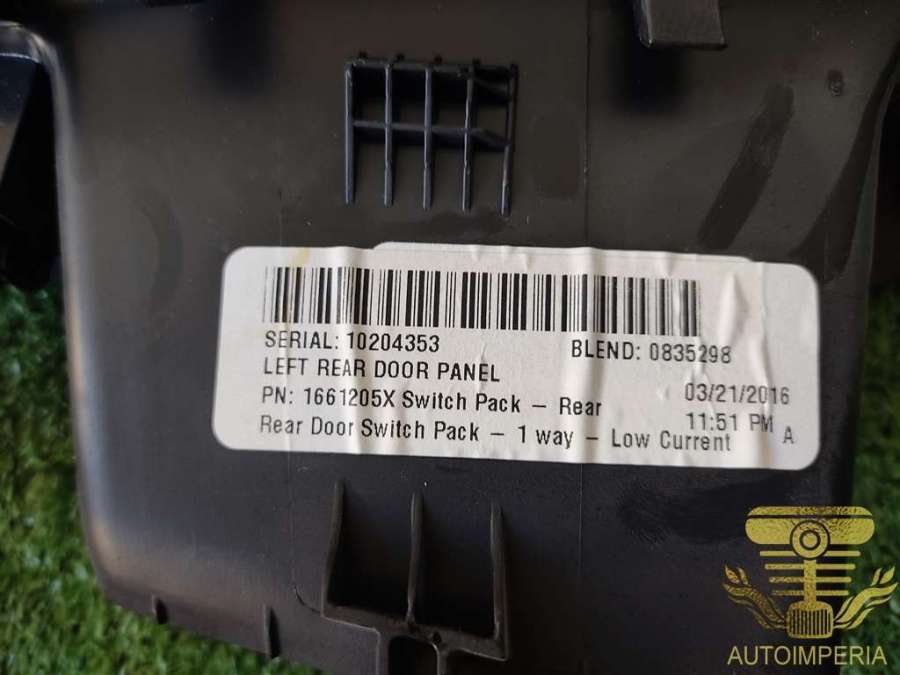 SERIAL: 10204353 BLEND: 0835298
LEFT REAR DOOR PANEL 03/21/2016
PN: 1661205X Switch Pack – Rear 11:51 PM A
Rear Door Switch Pack – 1 way – Low Current
AUTOIMPERIA